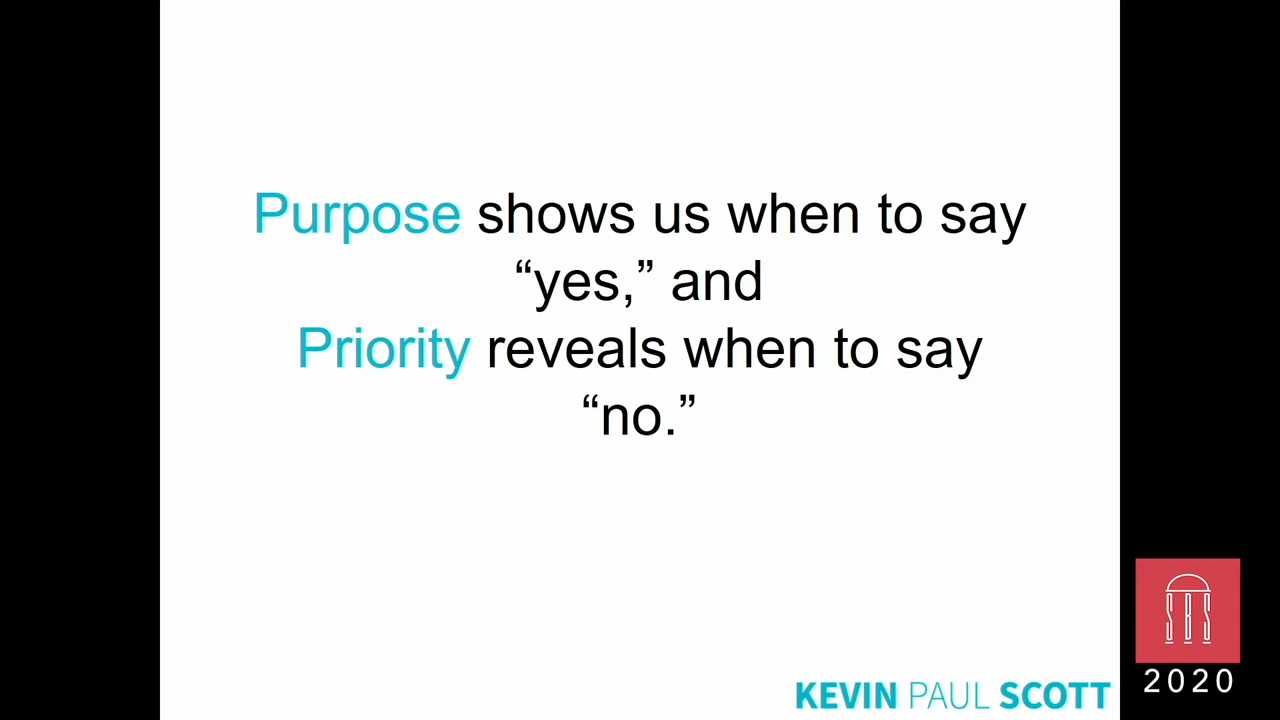 Purpose shows us when to say
“yes,” and
Priority reveals when to say
“no.”
SBS
2020
KEVIN PAUL SCOTT